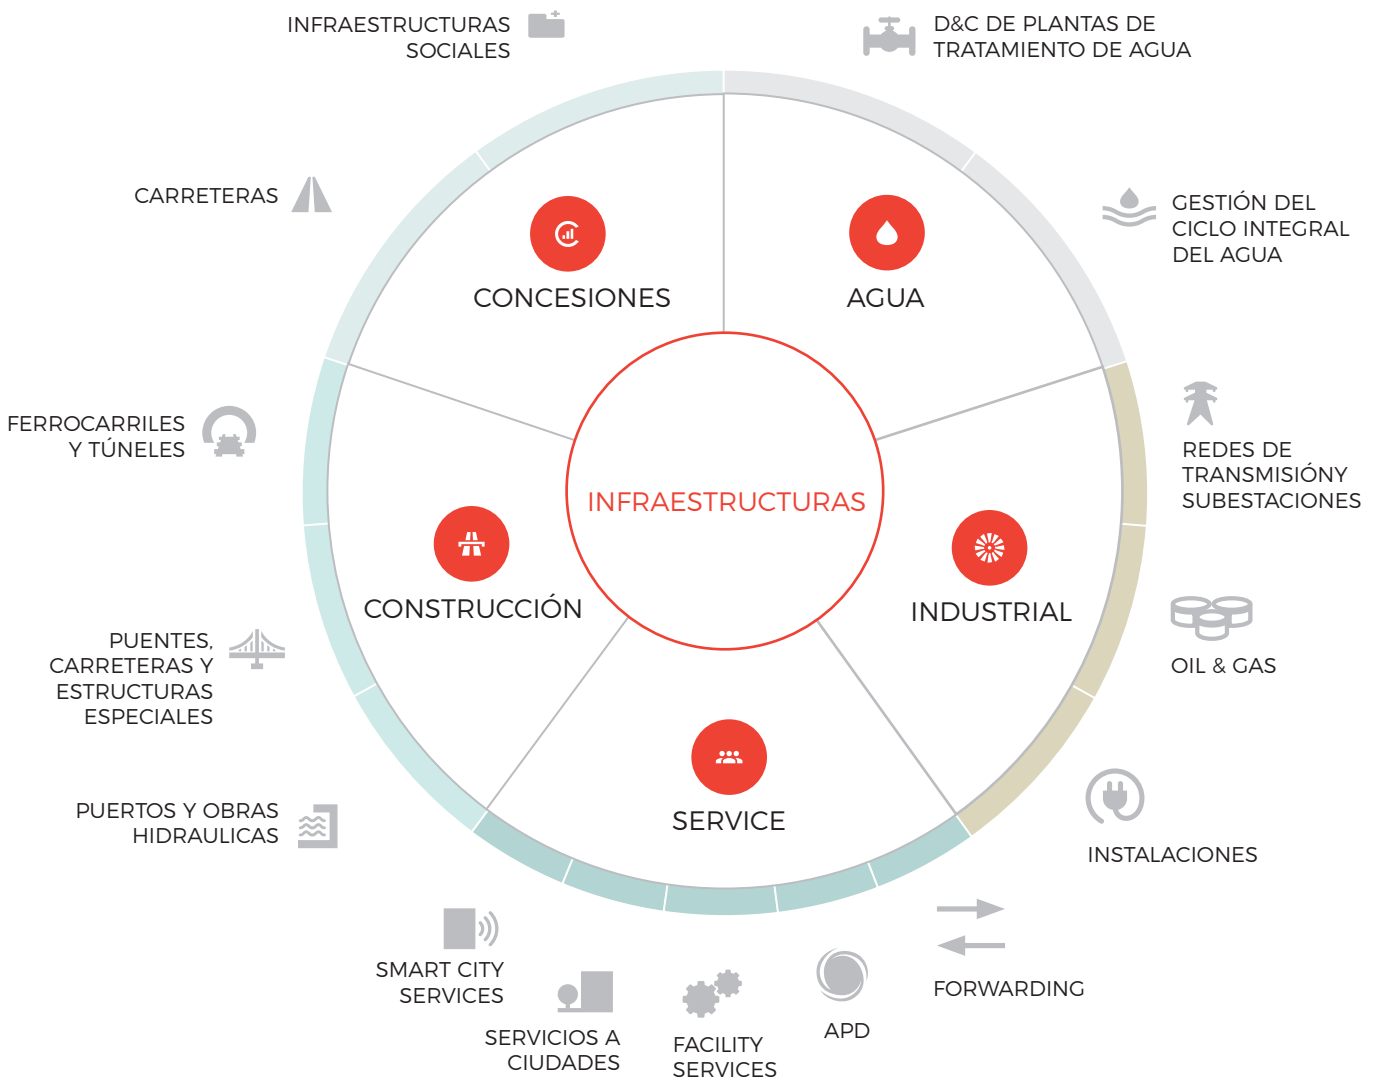 INFRAESTRUCTURAS
SOCIALES
D&C DE PLANTAS DE
TRATAMIENTO DE AGUA
CARRETERAS
GESTIÓN DEL
CICLO INTEGRAL
DEL AGUA
CONCESIONES
AGUA
FERROCARRILES
Y TÚNELES
REDES DE
TRANSMISIÓNY
SUBESTACIONES
INFRAESTRUCTURAS
CONSTRUCCIÓN
INDUSTRIAL
PUENTES,
CARRETERAS Y
ESTRUCTURAS
ESPECIALES
OIL & GAS
SERVICE
PUERTOS Y OBRAS
HIDRAULICAS
INSTALACIONES
SMART CITY
SERVICES
SERVICIOS A
CIUDADES
FACILITY
SERVICES
APD
FORWARDING